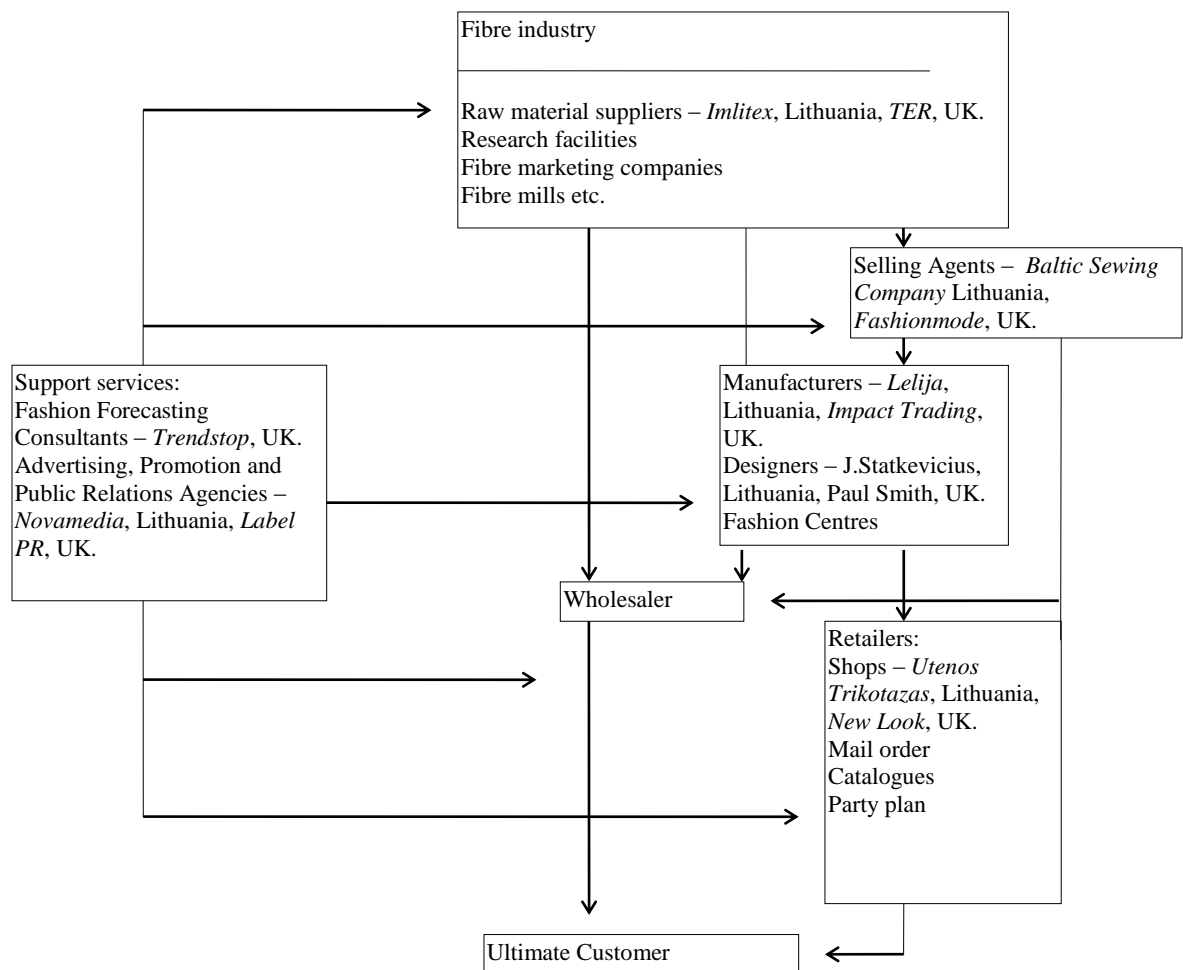 Fibre industry
Raw material suppliers – Imlitex, Lithuania, TER, UK.
Research facilities
Fibre marketing companies
Fibre mills etc.
Selling Agents – Baltic Sewing
Company Lithuania,
Fashionmode, UK.
Support services:
Fashion Forecasting
Consultants – Trendstop, UK.
Advertising, Promotion and
Public Relations Agencies –
Novamedia, Lithuania, Label
PR, UK.
Manufacturers – Lelija,
Lithuania, Impact Trading,
UK.
Designers – J.Statkevicius,
Lithuania, Paul Smith, UK.
Fashion Centres
Wholesaler
Retailers:
Shops – Utenos
Trikotazas, Lithuania,
New Look, UK.
Mail order
Catalogues
Party plan
Ultimate Customer